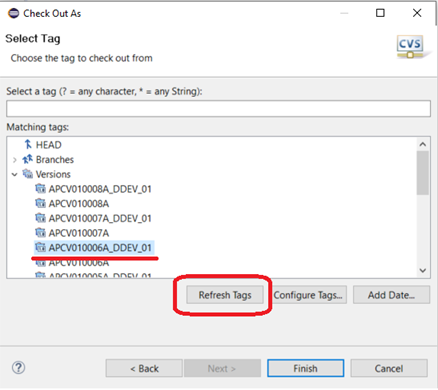 Check Out As
Select Tag
Choose the tag to check out from
CVS
Select a tag (? = any character, * = any String):
Matching tags:
HEAD
Branches
Versions
APCV010008A_DDEV_01
APCV010008A
APCV010007A_DDEV_01
APCV010007A
APCV010006A_DDEV_01
APCV010006A
APCV010005A_DDEV_01
Refresh Tags
Configure Tags...
Add Date...
?
< Back
Next >
Finish
Cancel